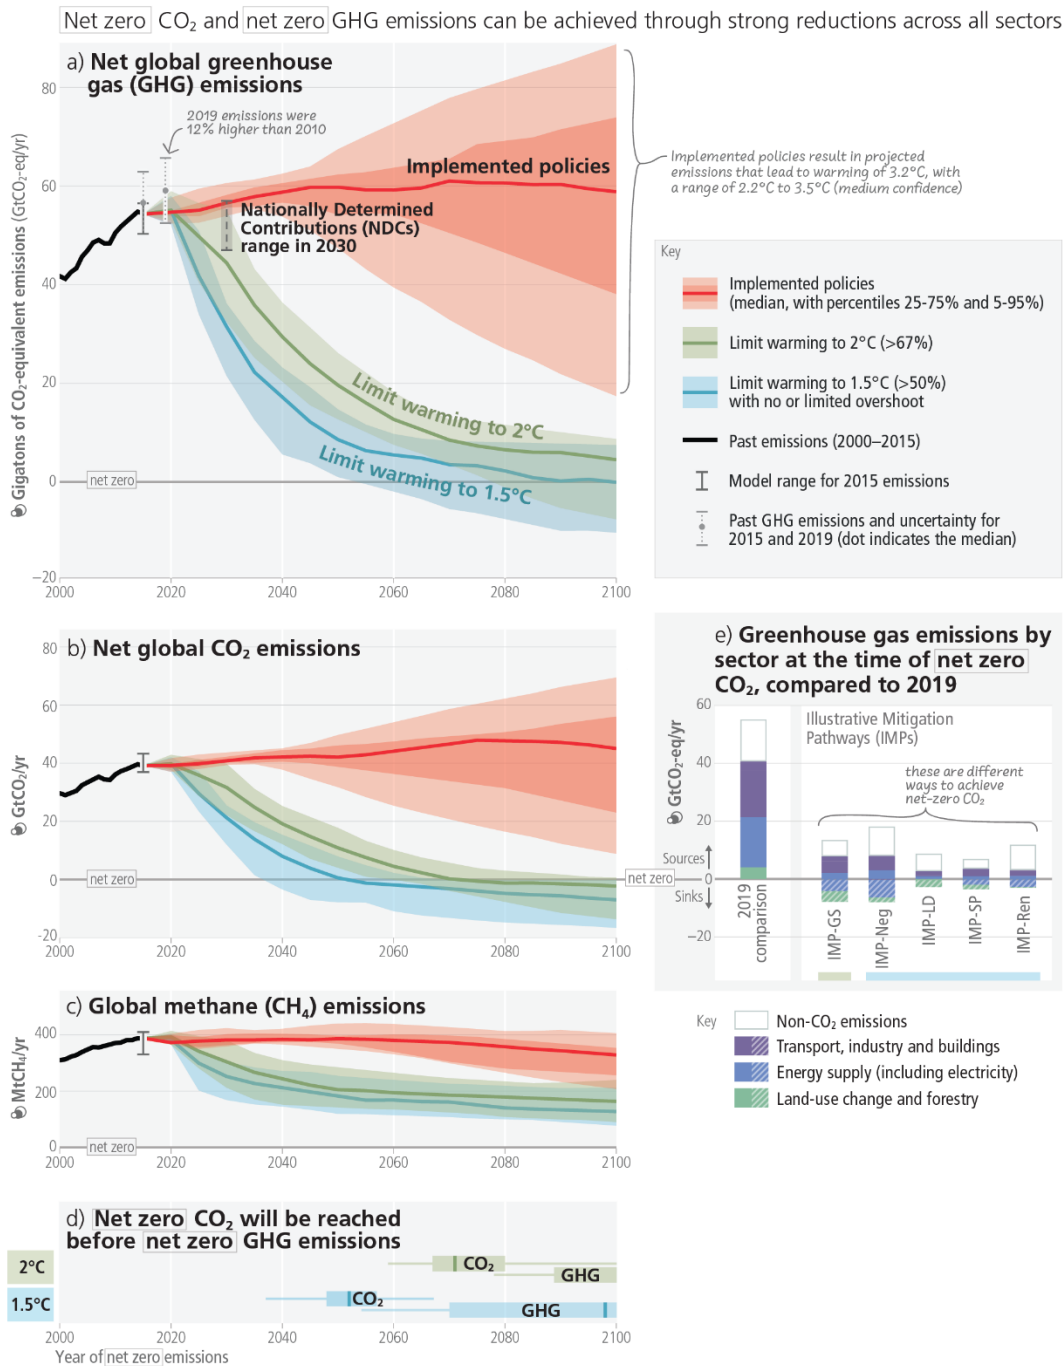 Net zero CO₂ and net zero GHG emissions can be achieved through strong reductions across all sectors
a) Net global greenhouse
gas (GHG) emissions
Gigatons of CO₂-equivalent emissions (GtCO₂-eq/yr)
80
60
40
20
0
−20
2019 emissions were
12% higher than 2010
Implemented policies
Nationally Determined
Contributions (NDCs)
range in 2030
Limit warming to 2°C
Limit warming to 1.5°C
net zero
2000
2020
2040
2060
2080
2100
Implemented policies result in projected
emissions that lead to warming of 3.2°C, with
a range of 2.2°C to 3.5°C (medium confidence)
Key
Implemented policies
(median, with percentiles 25-75% and 5-95%)
Limit warming to 2°C (>67%)
Limit warming to 1.5°C (>50%)
with no or limited overshoot
Past emissions (2000–2015)
Model range for 2015 emissions
Past GHG emissions and uncertainty for
2015 and 2019 (dot indicates the median)
b) Net global CO₂ emissions
GtCO₂/yr
80
60
40
20
0
-20
net zero
2000
2020
2040
2060
2080
2100
c) Global methane (CH₄) emissions
MtCH₄/yr
400
200
0
net zero
2000
2020
2040
2060
2080
2100
d) Net zero CO₂ will be reached
before net zero GHG emissions
2°C
CO₂
GHG
1.5°C
CO₂
GHG
2000
2020
2040
2060
2080
2100
Year of net zero emissions
e) Greenhouse gas emissions by
sector at the time of net zero
CO₂, compared to 2019
GtCO₂-eq/yr
60
40
20
0
−20
Illustrative Mitigation
Pathways (IMPs)
these are different
ways to achieve
net-zero CO₂
Sources
net zero
Sinks
2019
comparison
IMP-GS
IMP-Neg
IMP-LD
IMP-SP
IMP-Ren
Key
Non-CO₂ emissions
Transport, industry and buildings
Energy supply (including electricity)
Land-use change and forestry